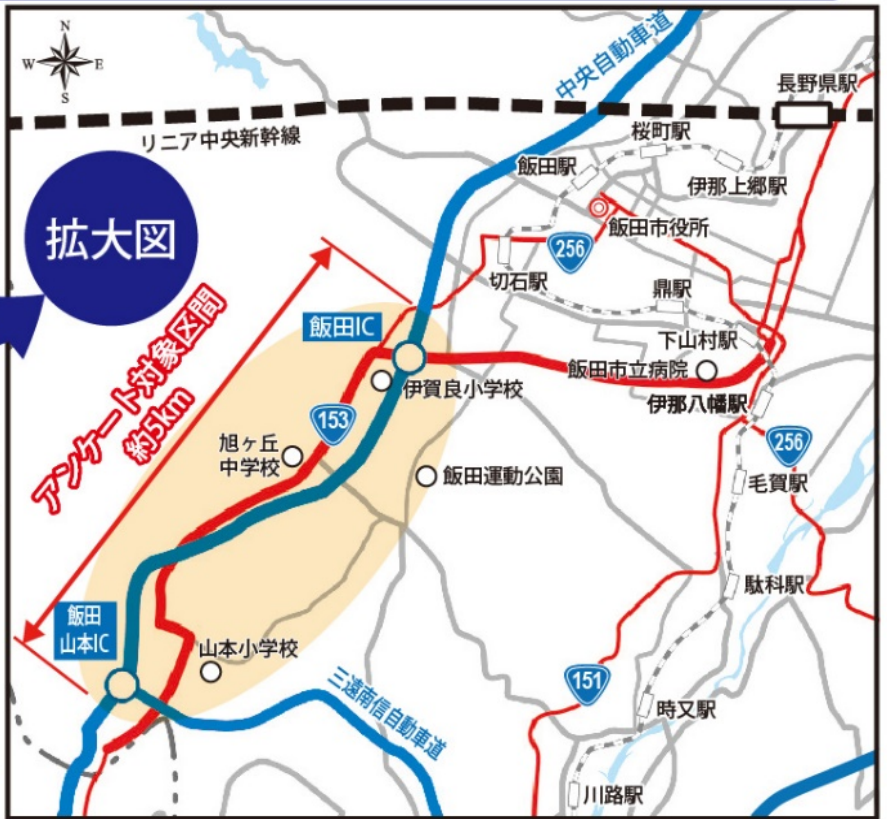 N
W
E
S
中央自動車道
長野県駅
リニア中央新幹線
桜町駅
飯田駅
伊那上郷駅
拡大図
飯田市役所
256
切石駅
鼎駅
アンケート対象区間
約5km
飯田IC
下山村駅
飯田市立病院
伊賀良小学校
伊那八幡駅
153
旭ヶ丘
中学校
256
飯田運動公園
毛賀駅
駄科駅
飯田
山本IC
山本小学校
三遠南信自動車道
151
時又駅
川路駅